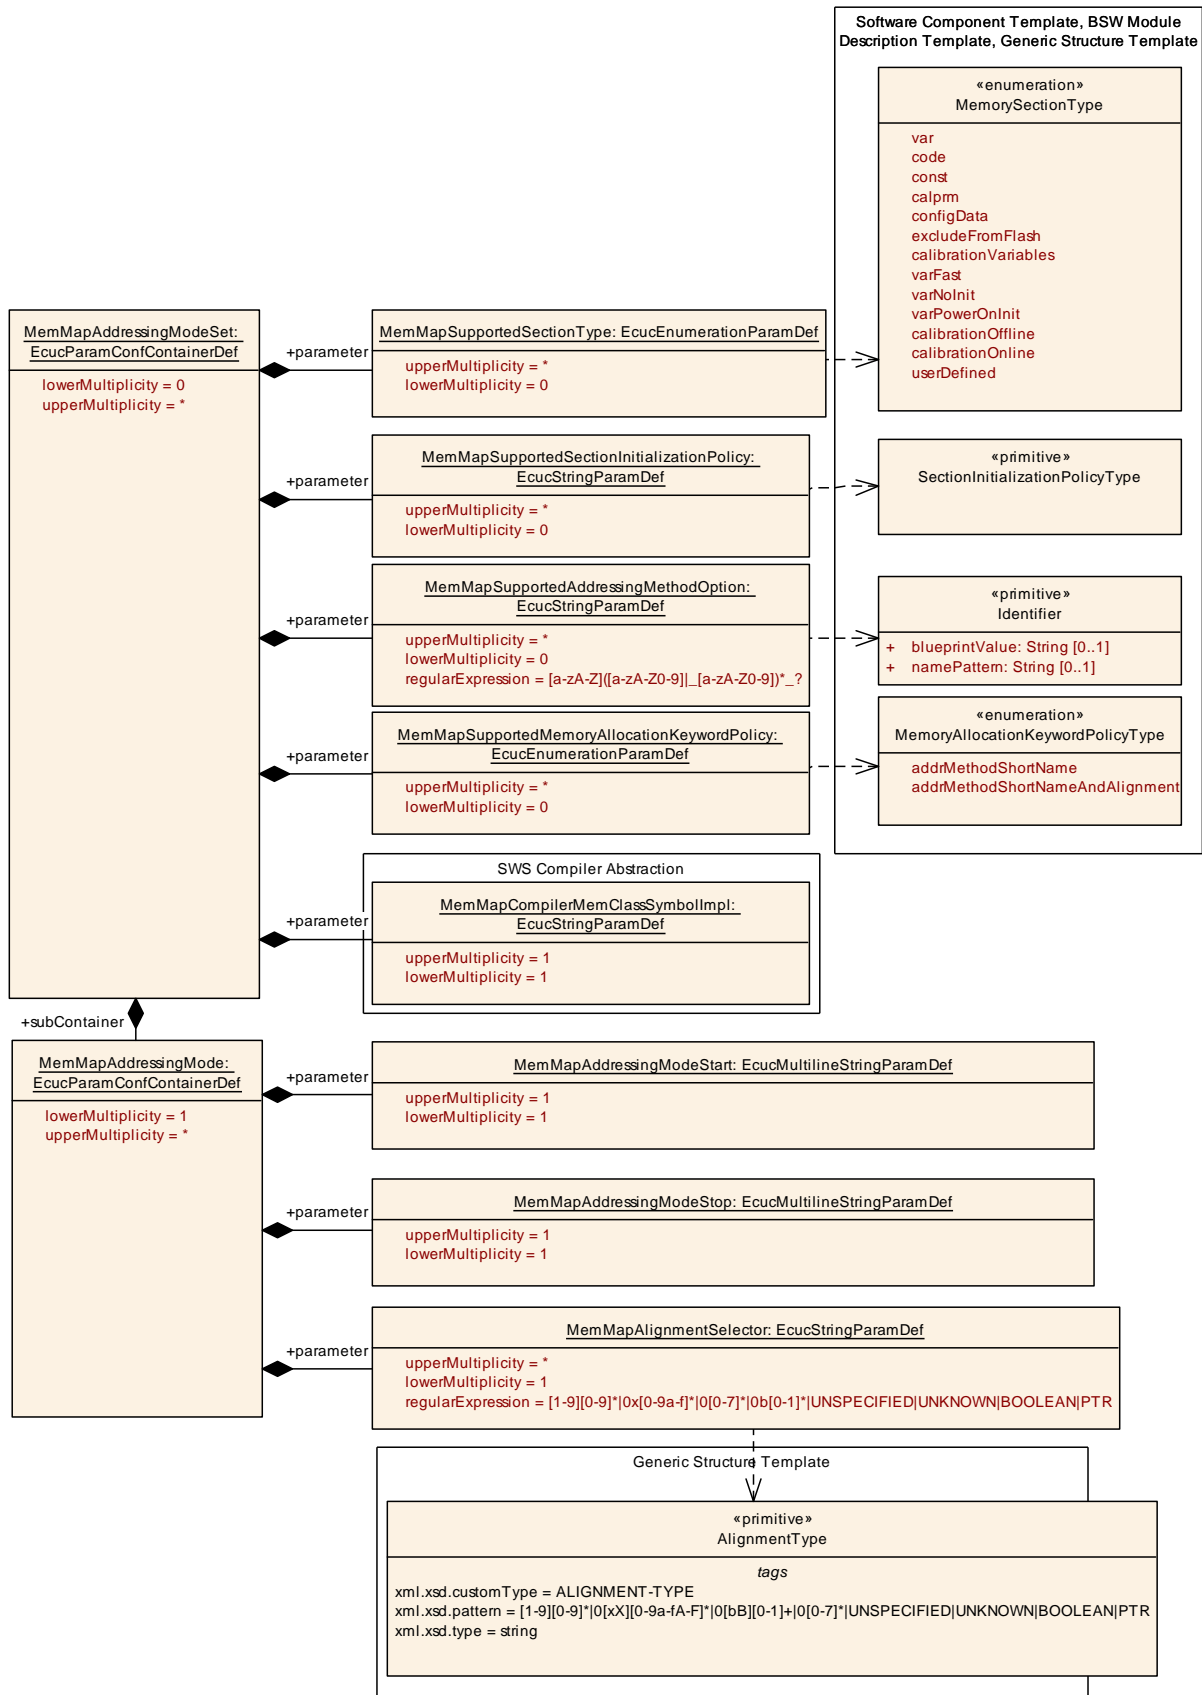 Software Component Template, BSW Module
Description Template, Generic Structure Template
«enumeration»
MemorySectionType
var
code
const
calprm
configData
excludeFromFlash
calibrationVariables
varFast
varNoInit
varPowerOnInit
calibrationOffline
calibrationOnline
userDefined
MemMapAddressingModeSet:
EcucParamConfContainerDef
lowerMultiplicity = 0
upperMultiplicity = *
+parameter
MemMapSupportedSectionType: EcucEnumerationParamDef
upperMultiplicity = *
lowerMultiplicity = 0
+parameter
MemMapSupportedSectionInitializationPolicy:
EcucStringParamDef
upperMultiplicity = *
lowerMultiplicity = 0
«primitive»
SectionInitializationPolicyType
+parameter
MemMapSupportedAddressingMethodOption:
EcucStringParamDef
upperMultiplicity = *
lowerMultiplicity = 0
regularExpression = [a-zA-Z]([a-zA-Z0-9]|_[a-zA-Z0-9])*_?
«primitive»
Identifier
+ blueprintValue: String [0..1]
+ namePattern: String [0..1]
+parameter
MemMapSupportedMemoryAllocationKeywordPolicy:
EcucEnumerationParamDef
upperMultiplicity = *
lowerMultiplicity = 0
«enumeration»
MemoryAllocationKeywordPolicyType
addrMethodShortName
addrMethodShortNameAndAlignment
SWS Compiler Abstraction
+parameter
MemMapCompilerMemClassSymbolImpl:
EcucStringParamDef
upperMultiplicity = 1
lowerMultiplicity = 1
+subContainer
MemMapAddressingMode:
EcucParamConfContainerDef
lowerMultiplicity = 1
upperMultiplicity = *
+parameter
MemMapAddressingModeStart: EcucMultilineStringParamDef
upperMultiplicity = 1
lowerMultiplicity = 1
+parameter
MemMapAddressingModeStop: EcucMultilineStringParamDef
upperMultiplicity = 1
lowerMultiplicity = 1
+parameter
MemMapAlignmentSelector: EcucStringParamDef
upperMultiplicity = *
lowerMultiplicity = 1
regularExpression = [1-9][0-9]*|0x[0-9a-f]*|0[0-7]*|0b[0-1]*|UNSPECIFIED|UNKNOWN|BOOLEAN|PTR
Generic Structure Template
«primitive»
AlignmentType
tags
xml.xsd.customType = ALIGNMENT-TYPE
xml.xsd.pattern = [1-9][0-9]*|0[xX][0-9a-fA-F]*|0[bB][0-1]+|0[0-7]*|UNSPECIFIED|UNKNOWN|BOOLEAN|PTR
xml.xsd.type = string